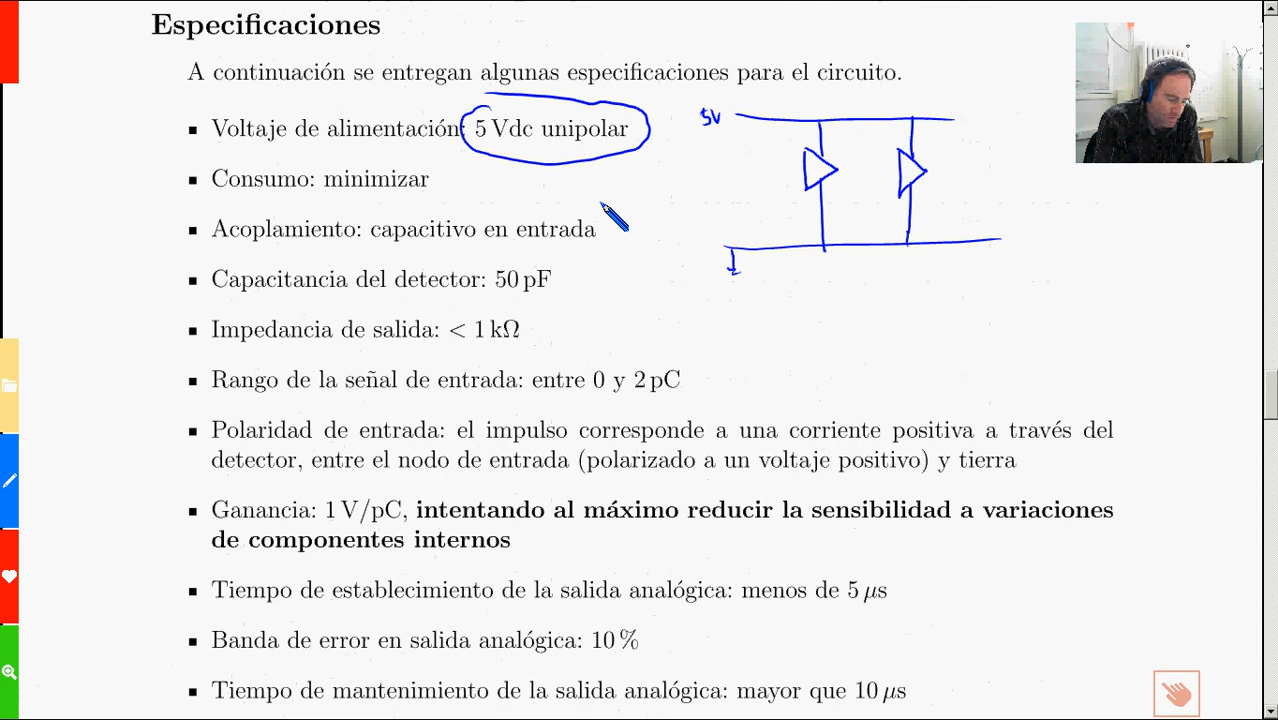 Especificaciones
A continuación se entregan algunas especificaciones para el circuito.
▪ Voltaje de alimentación: 5 Vdc unipolar
5V
▪ Consumo: minimizar
▪ Acoplamiento: capacitivo en entrada
▪ Capacitancia del detector: 50 pF
▪ Impedancia de salida: < 1 kΩ
▪ Rango de la señal de entrada: entre 0 y 2 pC
▪ Polaridad de entrada: el impulso corresponde a una corriente positiva a través del
detector, entre el nodo de entrada (polarizado a un voltaje positivo) y tierra
▪ Ganancia: 1 V/pC, intentando al máximo reducir la sensibilidad a variaciones
de componentes internos
▪ Tiempo de establecimiento de la salida analógica: menos de 5 μs
▪ Banda de error en salida analógica: 10 %
▪ Tiempo de mantenimiento de la salida analógica: mayor que 10 μs